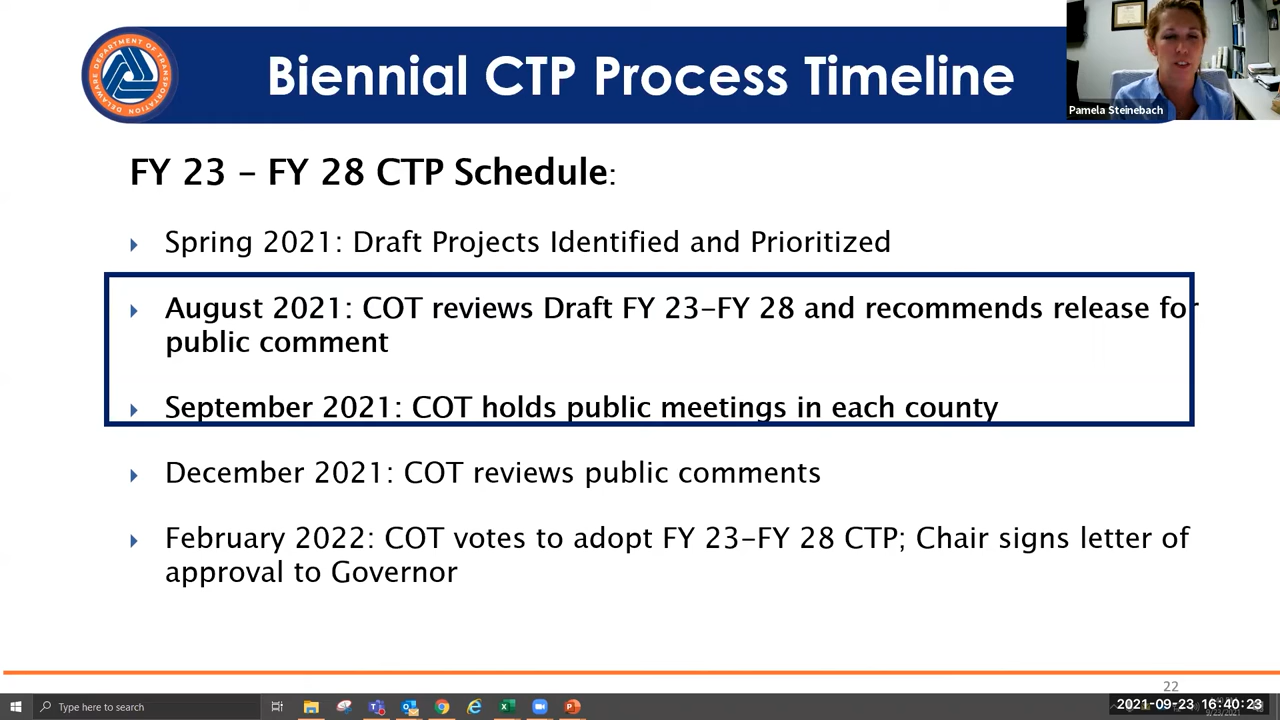 DELAWARE DEPARTMENT OF TRANSPORTATION
Biennial CTP Process Timeline
Pamela Steinebach
FY 23 – FY 28 CTP Schedule:
Spring 2021: Draft Projects Identified and Prioritized
August 2021: COT reviews Draft FY 23–FY 28 and recommends release for
public comment
September 2021: COT holds public meetings in each county
December 2021: COT reviews public comments
February 2022: COT votes to adopt FY 23–FY 28 CTP; Chair signs letter of
approval to Governor
22
Type here to search
2021-09-23 16:40:23